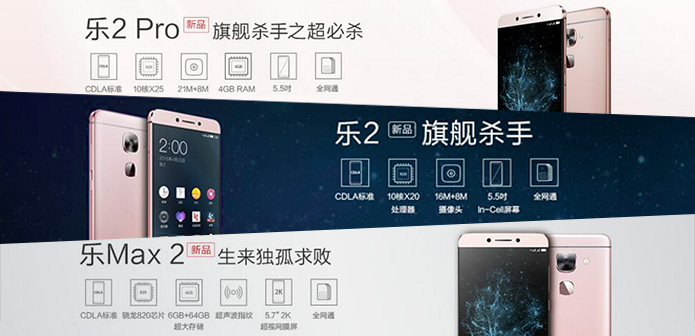 乐2 Pro 新品 旗舰杀手之超必杀
CDLA标准 10核X25 21M+8M 4GB RAM 5.5吋 全网通
乐2 新品 旗舰杀手
CDLA标准 10核X20 16M+8M 5.5吋 全网通
处理器 摄像头 In-Cell屏幕
2:00
乐Max 2 新品 生来独孤求败
CDLA标准 骁龙820芯片 6GB+64GB 超声波指纹 5.7" 2K 全网通
超大存储 超视网膜屏